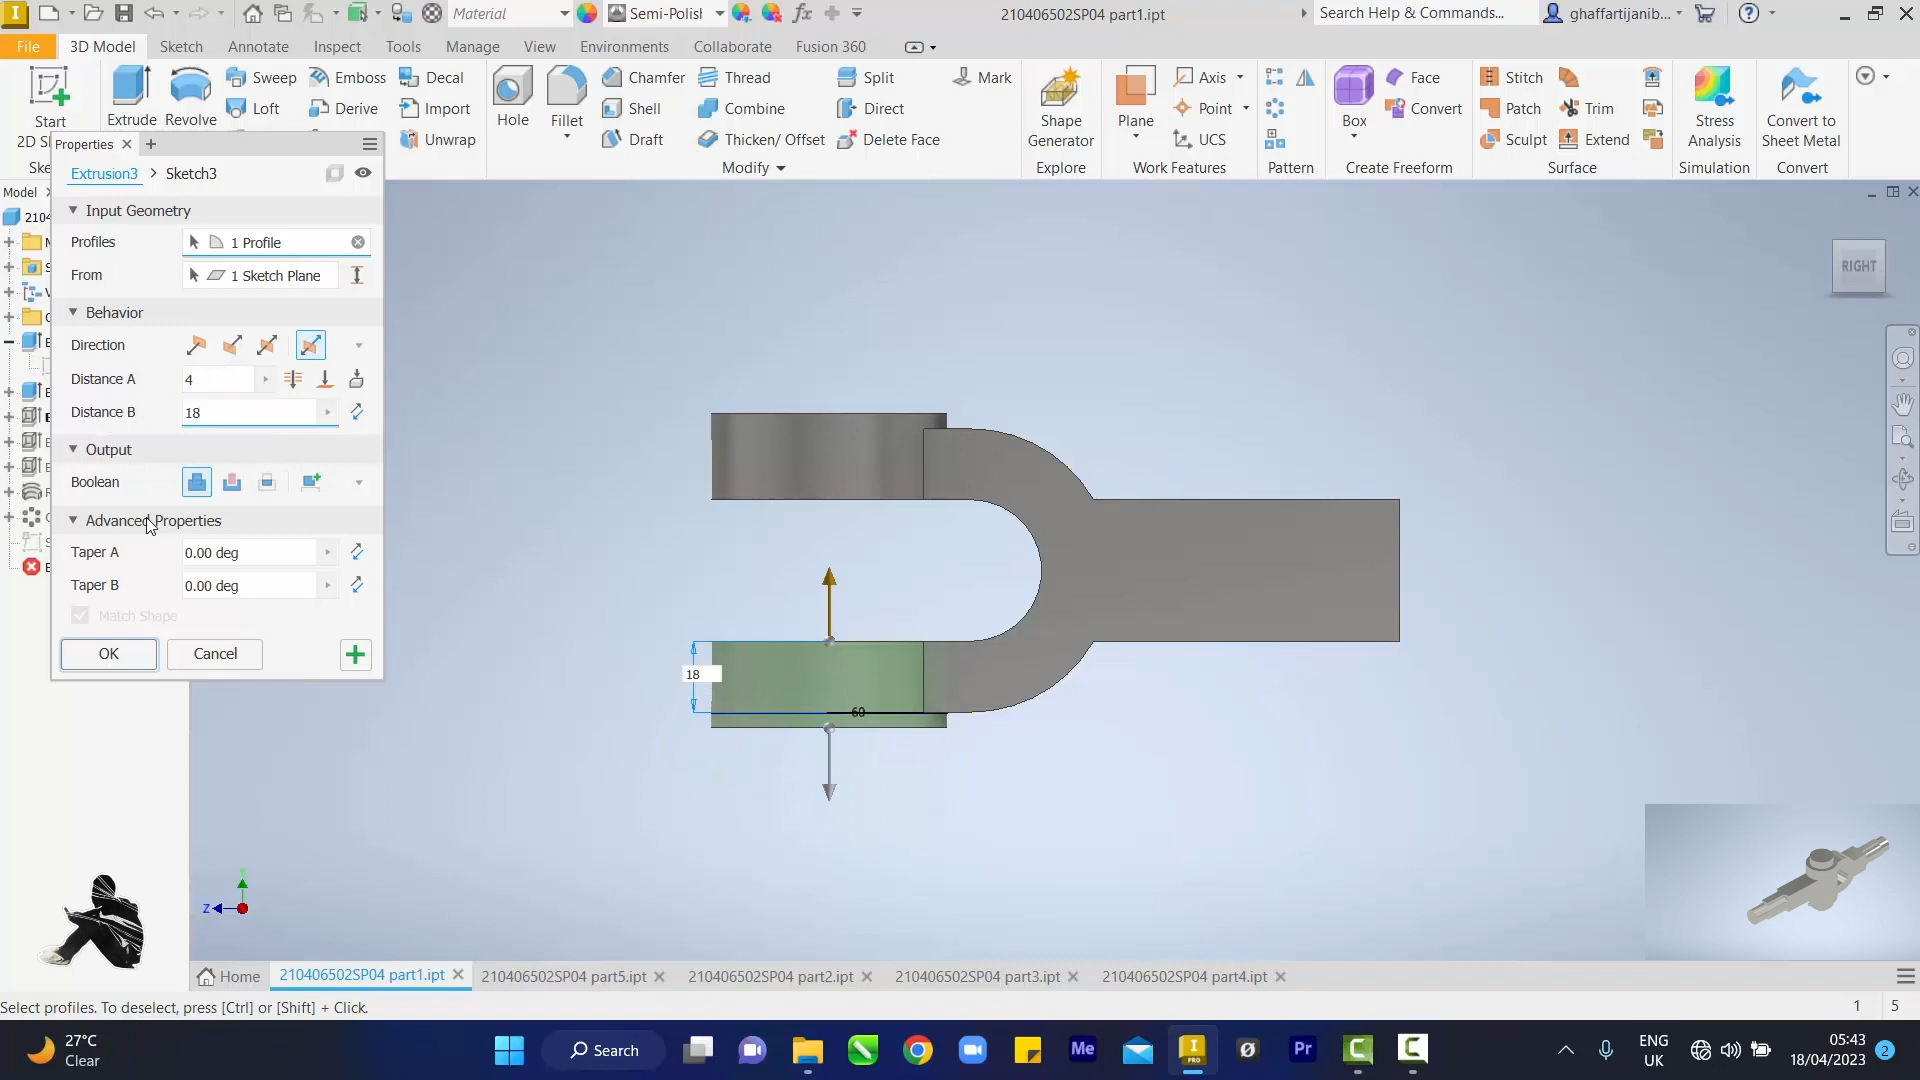 Material
Semi-Polish
210406502SP04 part1.ipt
Search Help & Commands...
ghaffartijanib...
File
3D Model
Sketch
Annotate
Inspect
Tools
Manage
View
Environments
Collaborate
Fusion 360
Start
2D Sk
Ske
Extrude
Revolve
Sweep
Loft
Emboss
Derive
Decal
Import
Unwrap
Hole
Fillet
Chamfer
Shell
Draft
Thread
Combine
Thicken/ Offset
Split
Direct
Delete Face
Mark
Modify
Shape
Generator
Explore
Plane
Axis
Point
UCS
Work Features
Pattern
Box
Face
Convert
Create Freeform
Stitch
Patch
Sculpt
Trim
Extend
Surface
Stress
Analysis
Simulation
Convert to
Sheet Metal
Convert
Properties
Extrusion3 > Sketch3
Input Geometry
Profiles 1 Profile
From 1 Sketch Plane
Behavior
Direction
Distance A 4
Distance B 18
Output
Boolean
Advanced Properties
Taper A 0.00 deg
Taper B 0.00 deg
Match Shape
OK
Cancel
Model
2104
18
60
RIGHT
Z
Home
210406502SP04 part1.ipt
210406502SP04 part5.ipt
210406502SP04 part2.ipt
210406502SP04 part3.ipt
210406502SP04 part4.ipt
Select profiles. To deselect, press [Ctrl] or [Shift] + Click.
1 5
27°C
Clear
Search
Me
PRO
Pr
ENG
UK
05:43
18/04/2023
2